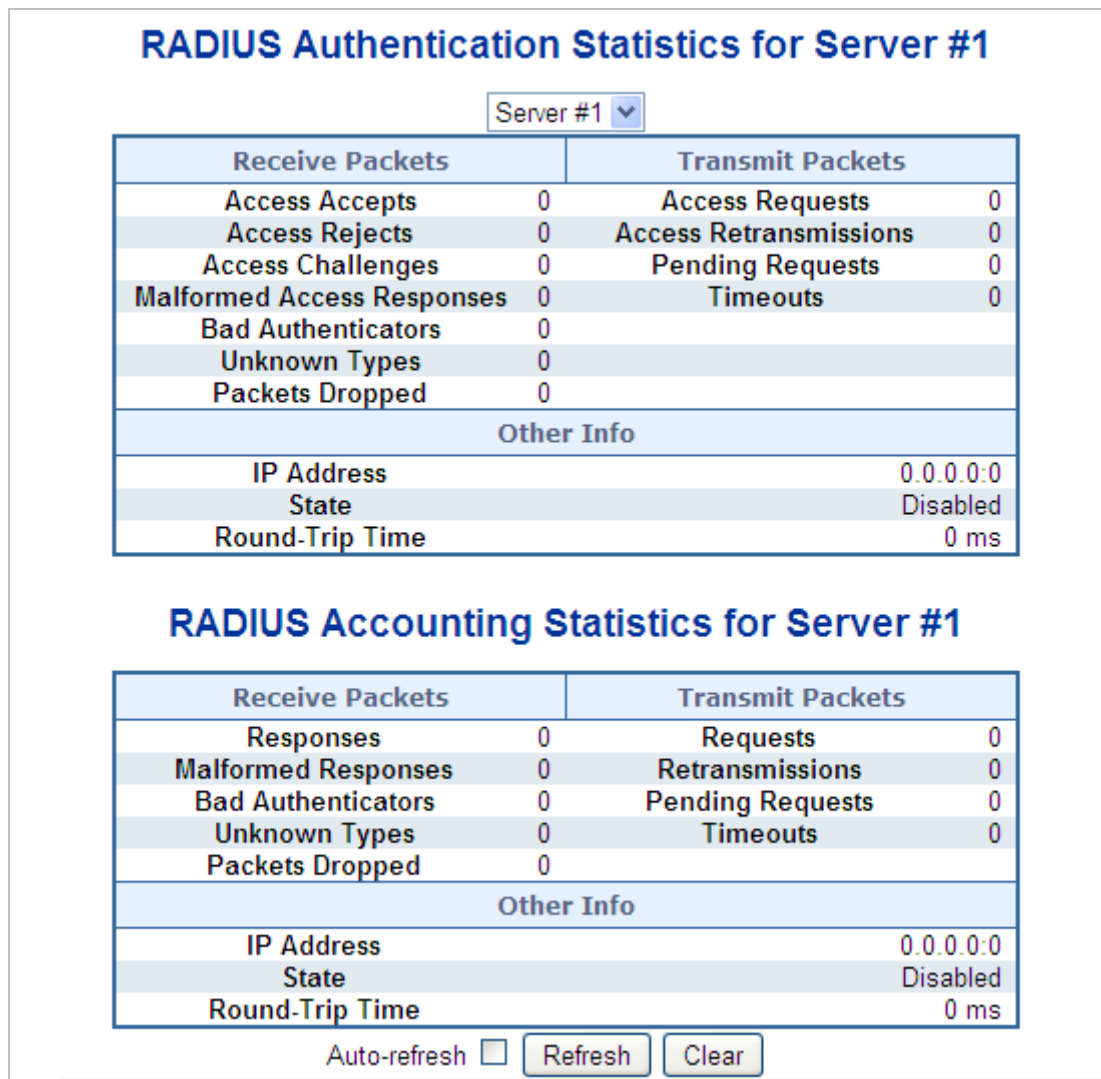 RADIUS Authentication Statistics for Server #1
Server #1
Receive Packets Transmit Packets
Access Accepts 0 Access Requests 0
Access Rejects 0 Access Retransmissions 0
Access Challenges 0 Pending Requests 0
Malformed Access Responses 0 Timeouts 0
Bad Authenticators 0
Unknown Types 0
Packets Dropped 0
Other Info
IP Address 0.0.0.0:0
State Disabled
Round-Trip Time 0 ms
RADIUS Accounting Statistics for Server #1
Receive Packets Transmit Packets
Responses 0 Requests 0
Malformed Responses 0 Retransmissions 0
Bad Authenticators 0 Pending Requests 0
Unknown Types 0 Timeouts 0
Packets Dropped 0
Other Info
IP Address 0.0.0.0:0
State Disabled
Round-Trip Time 0 ms
Auto-refresh Refresh Clear